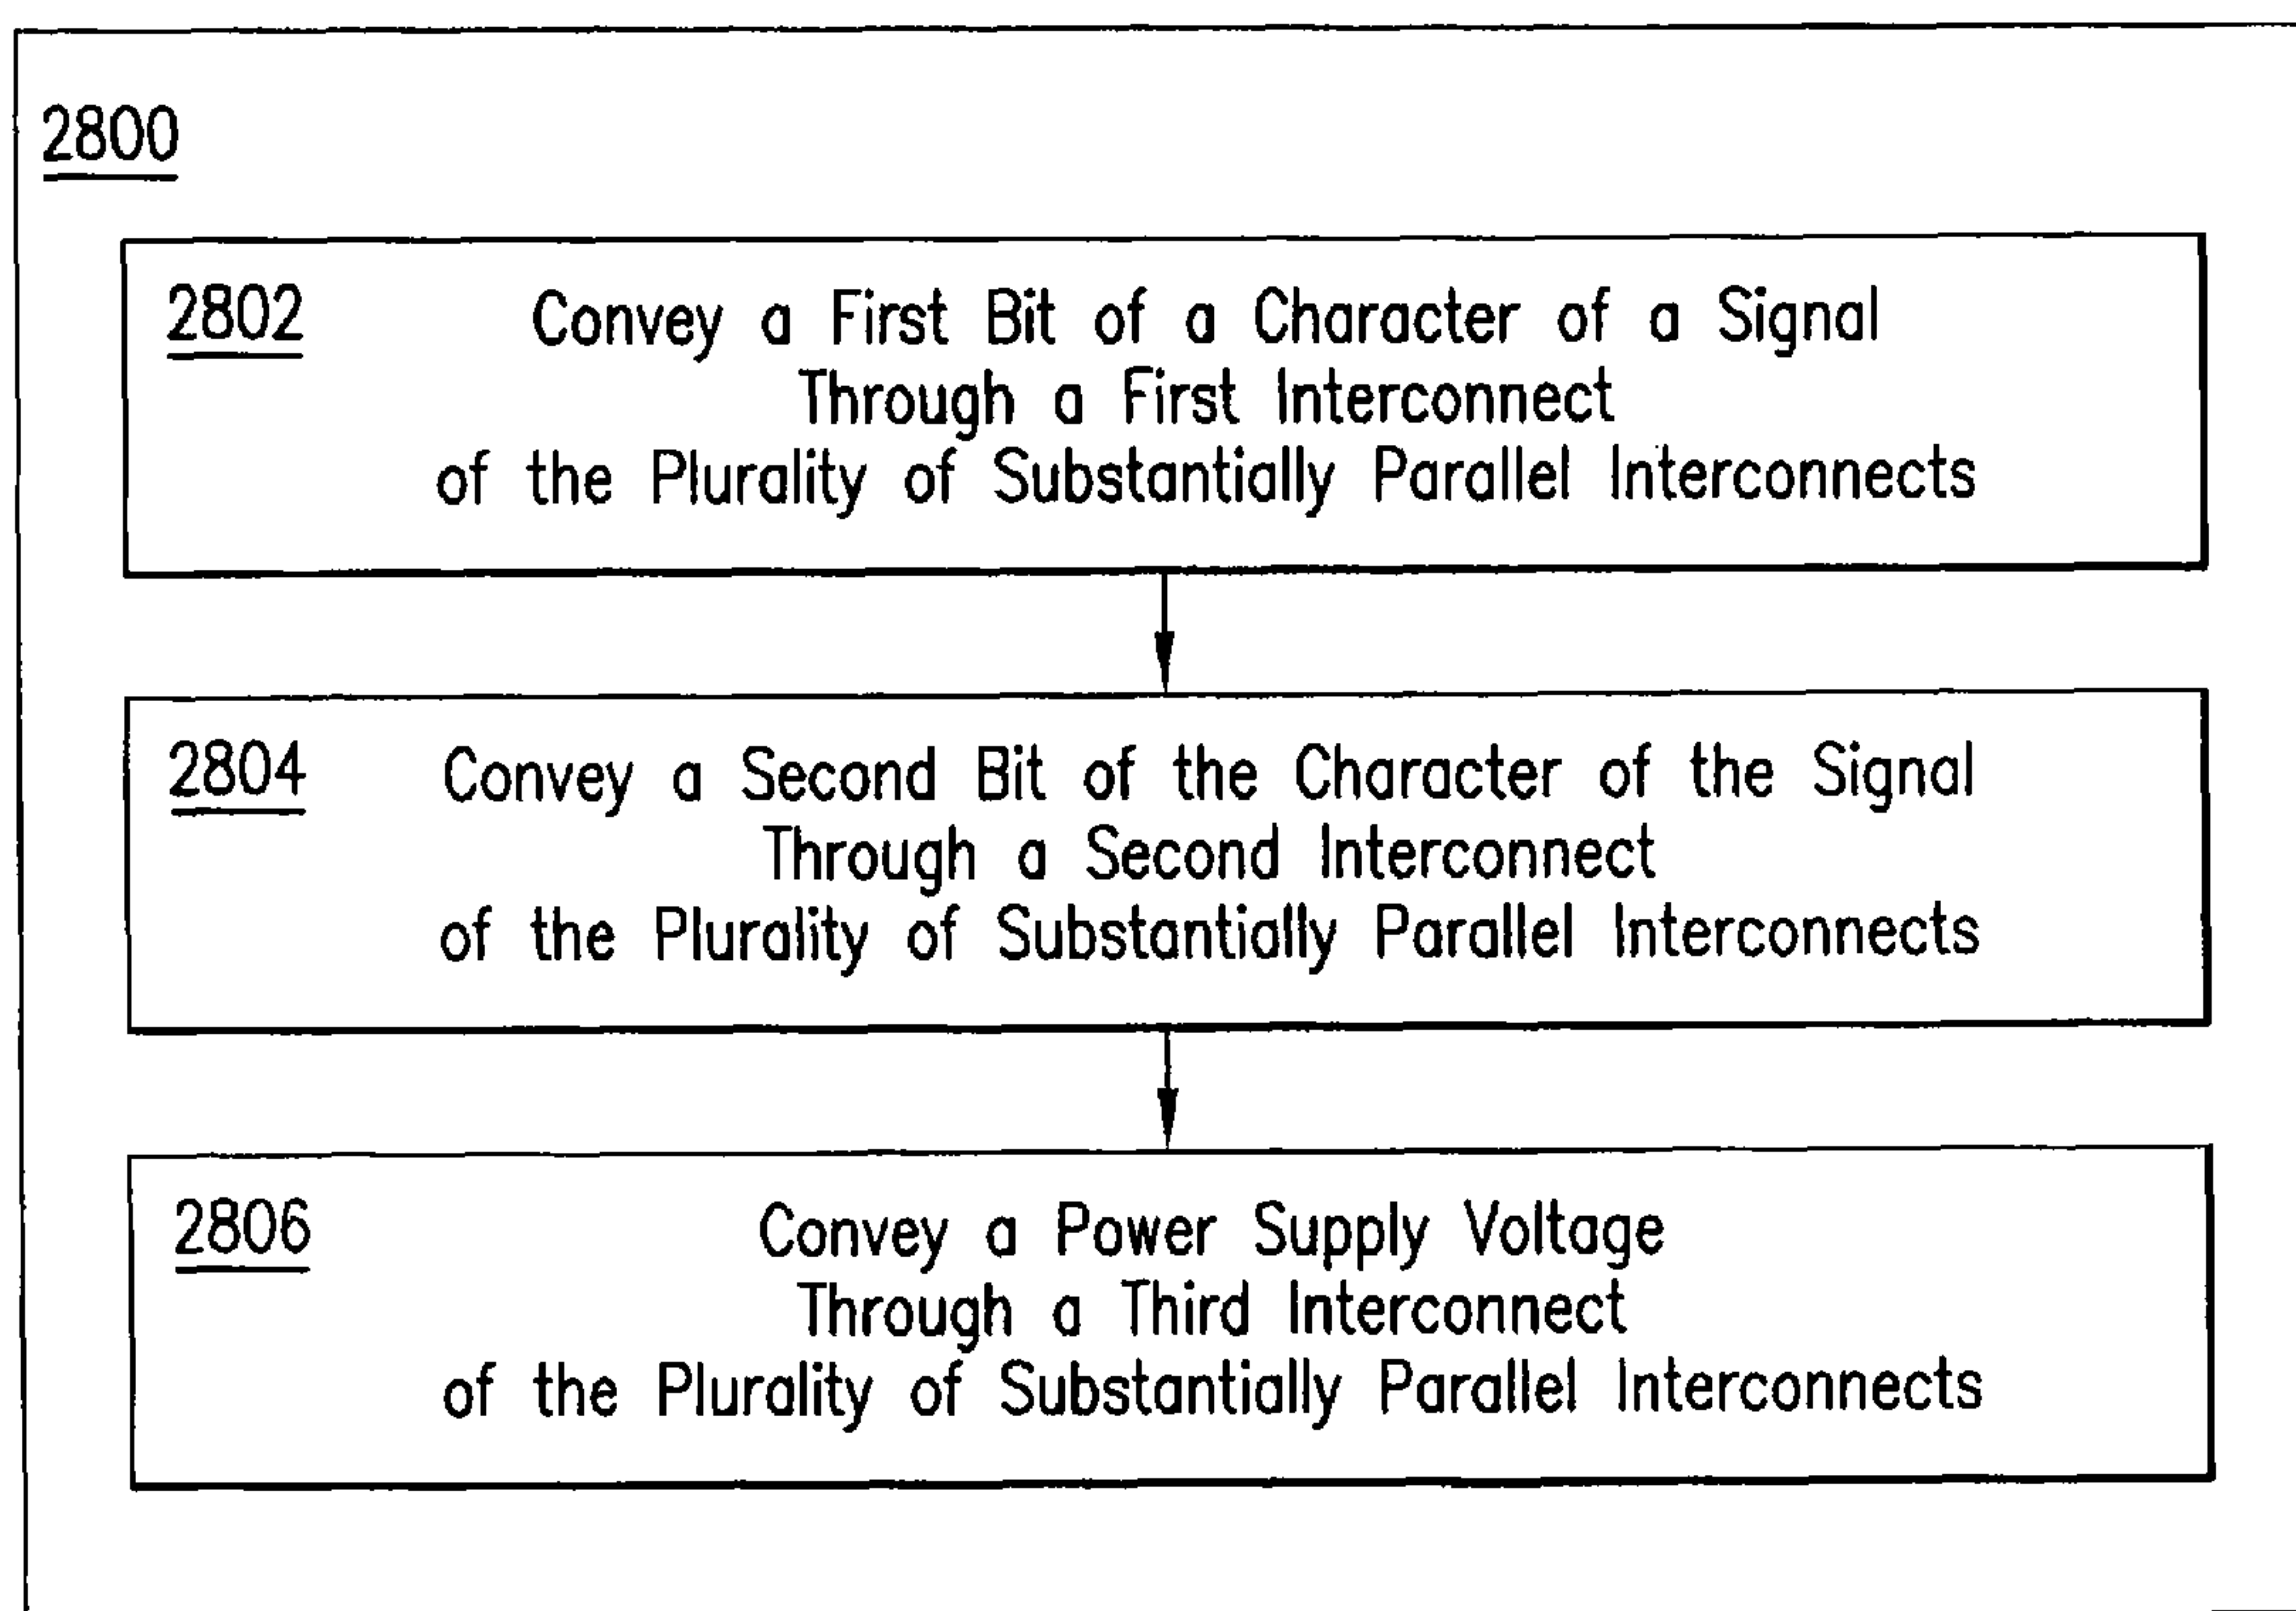 2800
2802 Convey a First Bit of a Character of a Signal
Through a First Interconnect
of the Plurality of Substantially Parallel Interconnects
2804 Convey a Second Bit of the Character of the Signal
Through a Second Interconnect
of the Plurality of Substantially Parallel Interconnects
2806 Convey a Power Supply Voltage
Through a Third Interconnect
of the Plurality of Substantially Parallel Interconnects